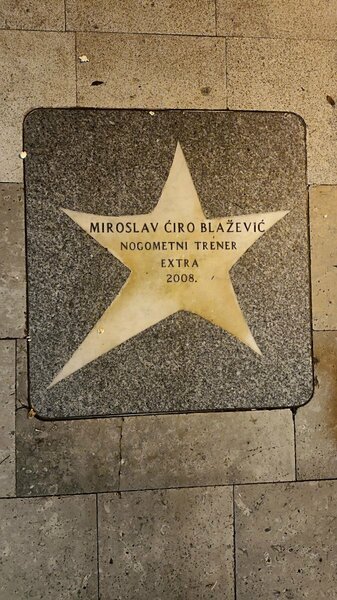 MIROSLAV ĆIRO BLAŽEVIĆ
NOGOMETNI TRENER
EXTRA
2008.